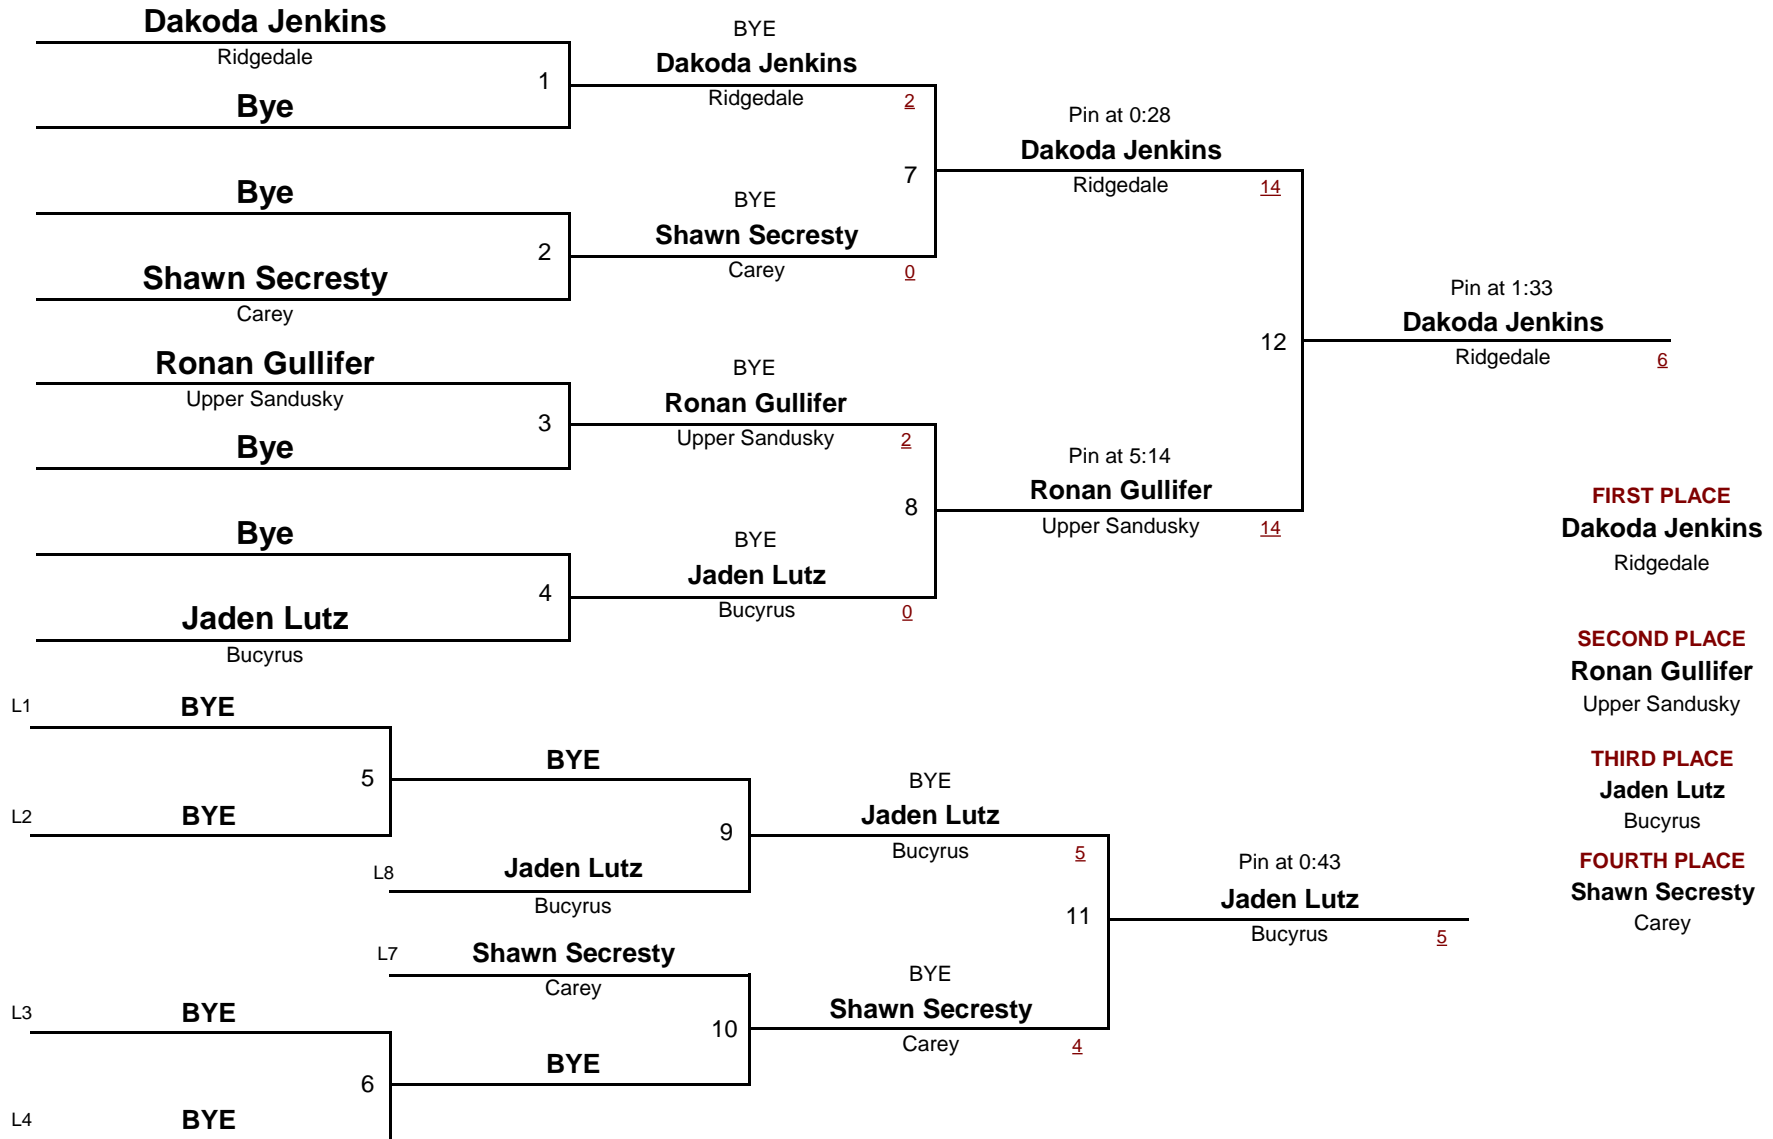 Dakoda Jenkins
Ridgedale
1
Bye
Bye
2
Shawn Secresty
Carey
Ronan Gullifer
Upper Sandusky
3
Bye
Bye
4
Jaden Lutz
Bucyrus
BYE
Dakoda Jenkins
Ridgedale
2
7
BYE
Shawn Secresty
Carey
0
BYE
Ronan Gullifer
Upper Sandusky
2
8
BYE
Jaden Lutz
Bucyrus
0
Pin at 0:28
Dakoda Jenkins
Ridgedale
14
12
Pin at 5:14
Ronan Gullifer
Upper Sandusky
14
Pin at 1:33
Dakoda Jenkins
Ridgedale
6
FIRST PLACE
Dakoda Jenkins
Ridgedale
SECOND PLACE
Ronan Gullifer
Upper Sandusky
THIRD PLACE
Jaden Lutz
Bucyrus
FOURTH PLACE
Shawn Secresty
Carey
L1
BYE
5
L2
BYE
BYE
9
L8
Jaden Lutz
Bucyrus
L7
Shawn Secresty
Carey
L3
BYE
10
BYE
6
L4
BYE
BYE
Jaden Lutz
Bucyrus
5
11
BYE
Shawn Secresty
Carey
4
Pin at 0:43
Jaden Lutz
Bucyrus
5